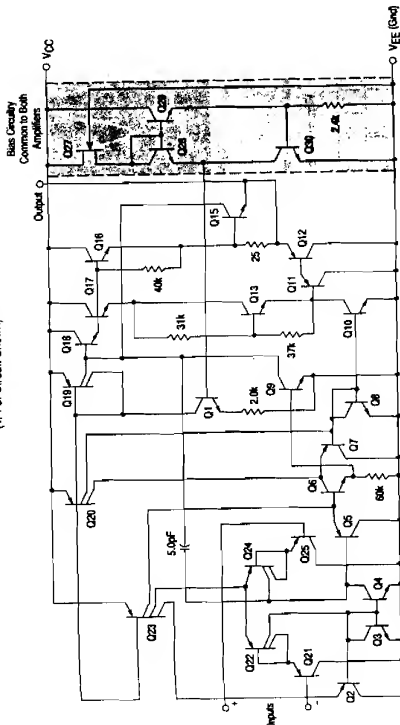 Bias Circuitry
Common to Both
Amplifiers
VCC
Output
Q27
Q28
Q29
Q30
2.4k
VEE (Gnd)
Q16
Q17
Q18
Q19
Q20
Q15
40k
31k
25
Q13
37k
Q12
Q11
Q10
Q1
Q9
2.0k
Q8
Q7
Q6
60k
Q5
5.0pF
Q23
Q24
Q25
Q22
Q21
Q4
Q3
Q2
Inputs
+
-